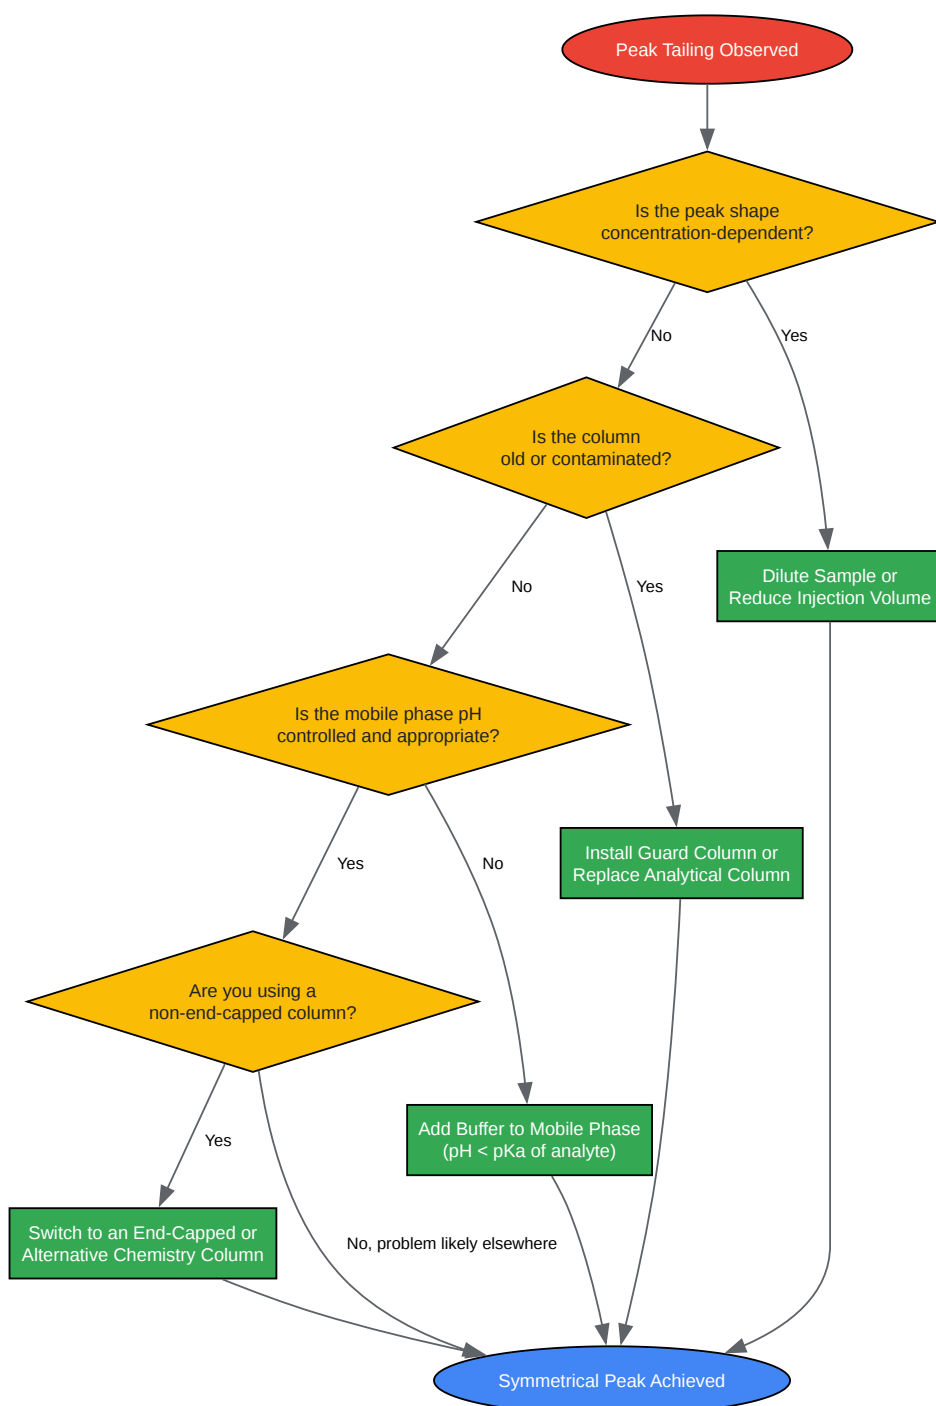 Peak Tailing Observed
Is the peak shape
concentration-dependent?
No
Yes
Is the column
old or contaminated?
No
Yes
Dilute Sample or
Reduce Injection Volume
Is the mobile phase pH
controlled and appropriate?
Yes
No
Install Guard Column or
Replace Analytical Column
Are you using a
non-end-capped column?
Yes
Add Buffer to Mobile Phase
(pH < pKa of analyte)
Switch to an End-Capped or
Alternative Chemistry Column
No, problem likely elsewhere
Symmetrical Peak Achieved